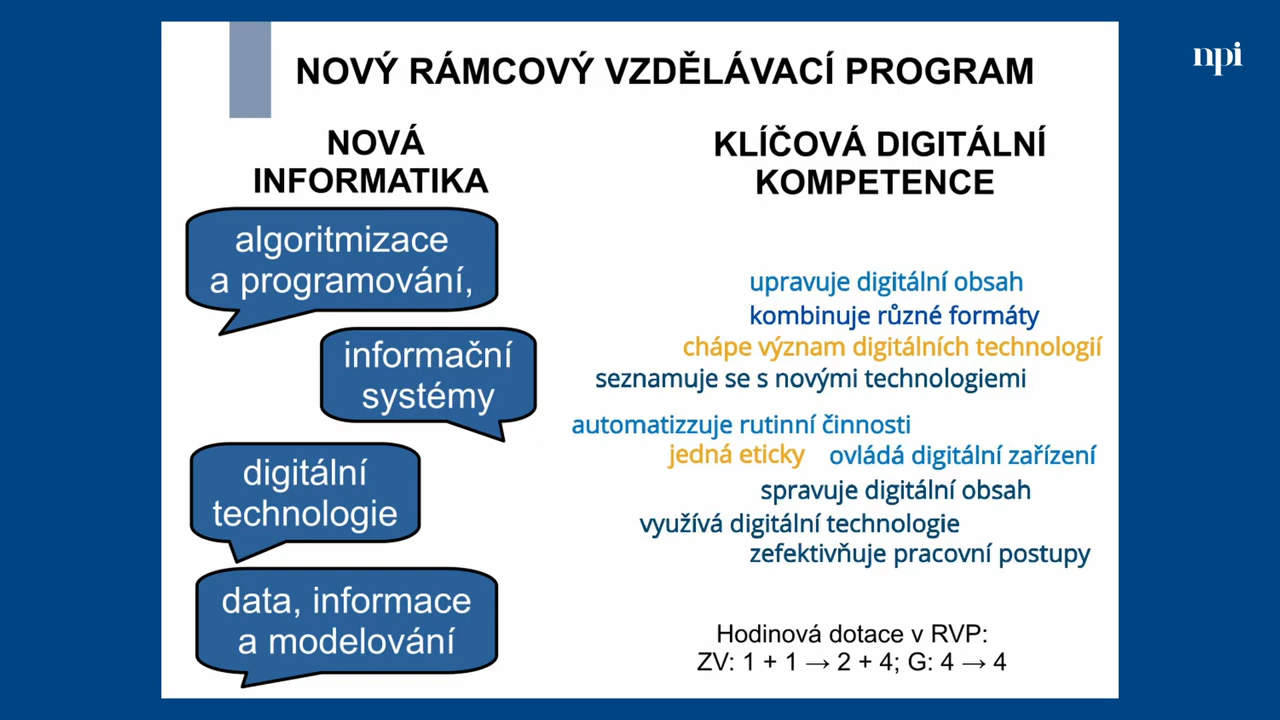 npi
NOVÝ RÁMCOVÝ VZDĚLÁVACÍ PROGRAM
NOVÁ
INFORMATIKA
algoritmizace
a programování,
informační
systémy
digitální
technologie
data, informace
a modelování
KLÍČOVÁ DIGITÁLNÍ
KOMPETENCE
upravuje digitální obsah
kombinuje různé formáty
chápe význam digitálních technologií
seznamuje se s novými technologiemi
automatizzuje rutinní činnosti
jedná eticky ovládá digitální zařízení
spravuje digitální obsah
využívá digitální technologie
zefektivňuje pracovní postupy
Hodinová dotace v RVP:
ZV: 1 + 1 → 2 + 4; G: 4 → 4